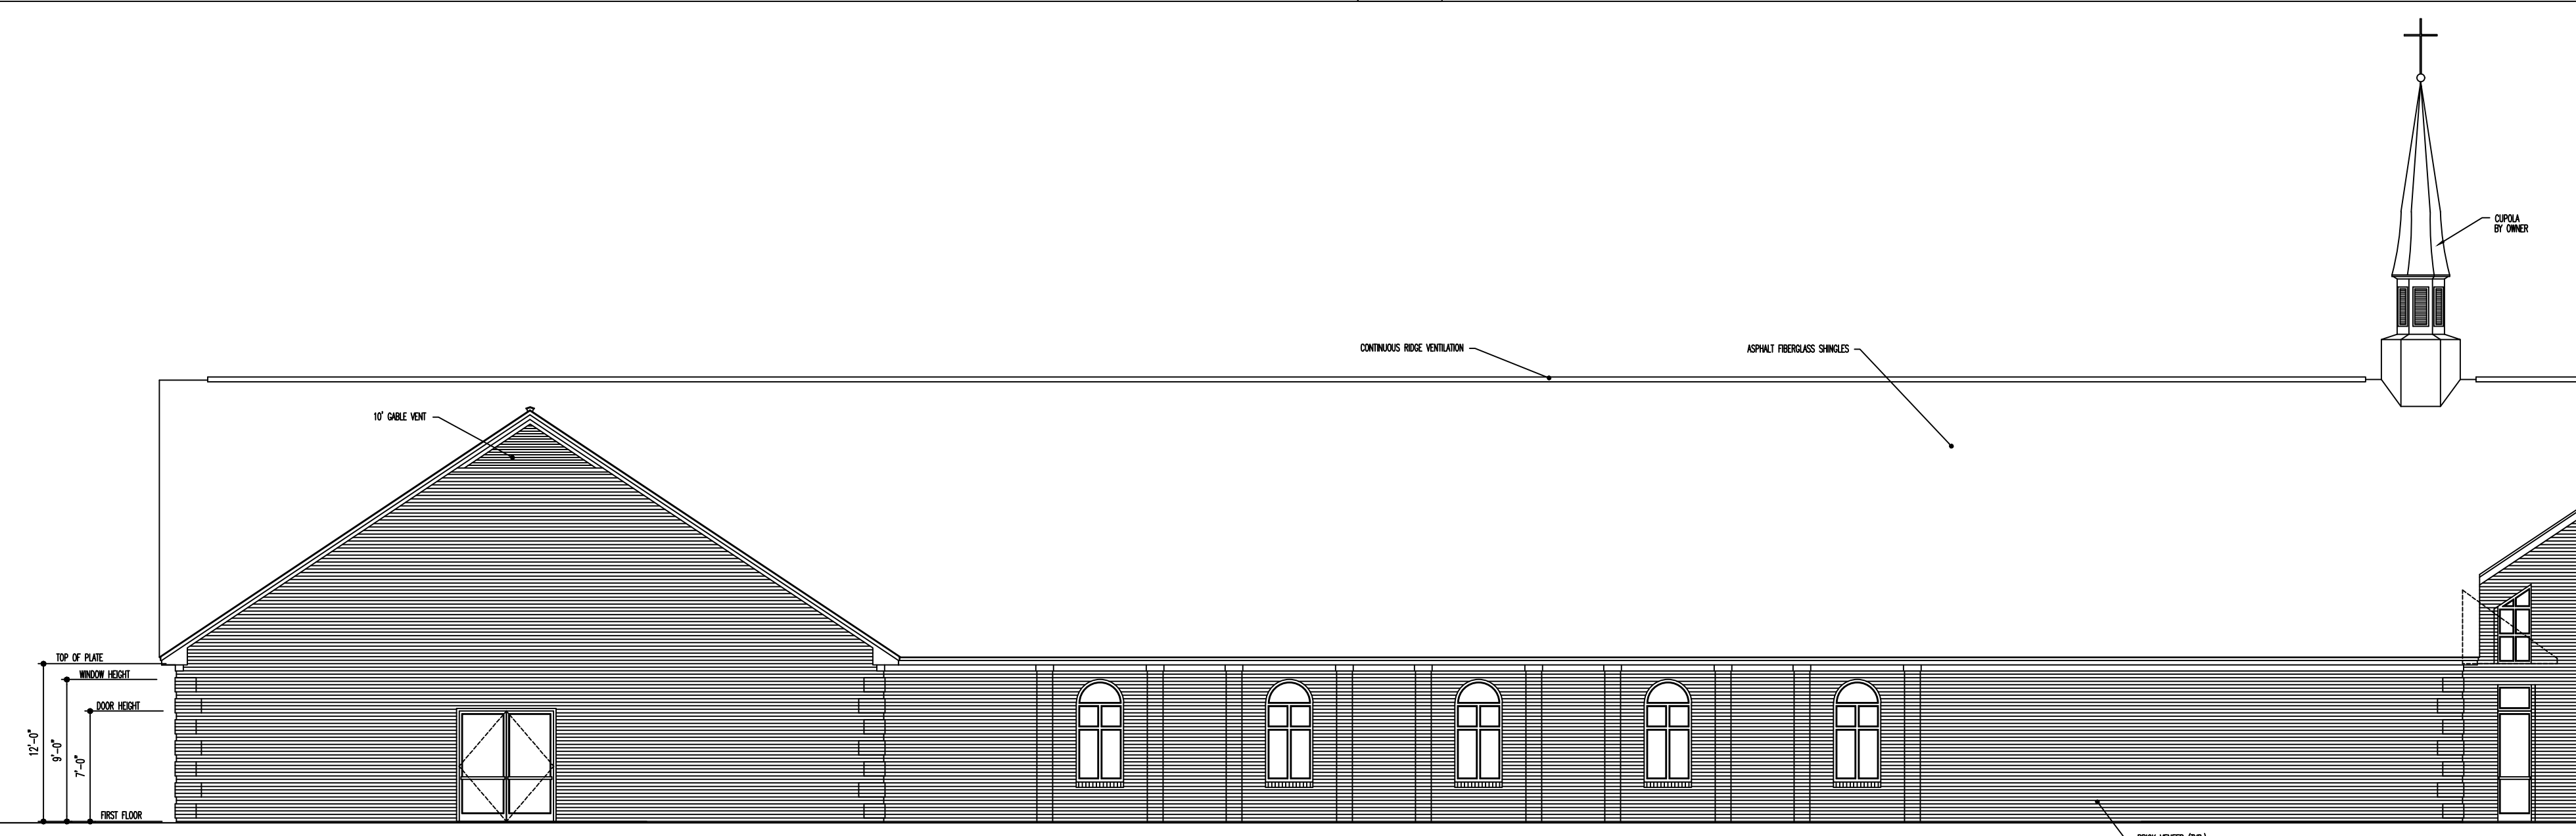 CUPOLA
BY OWNER
CONTINUOUS RIDGE VENTILATION
ASPHALT FIBERGLASS SHINGLES
10' GABLE VENT
TOP OF PLATE
WINDOW HEIGHT
DOOR HEIGHT
12'-0"
9'-0"
7'-0"
FIRST FLOOR